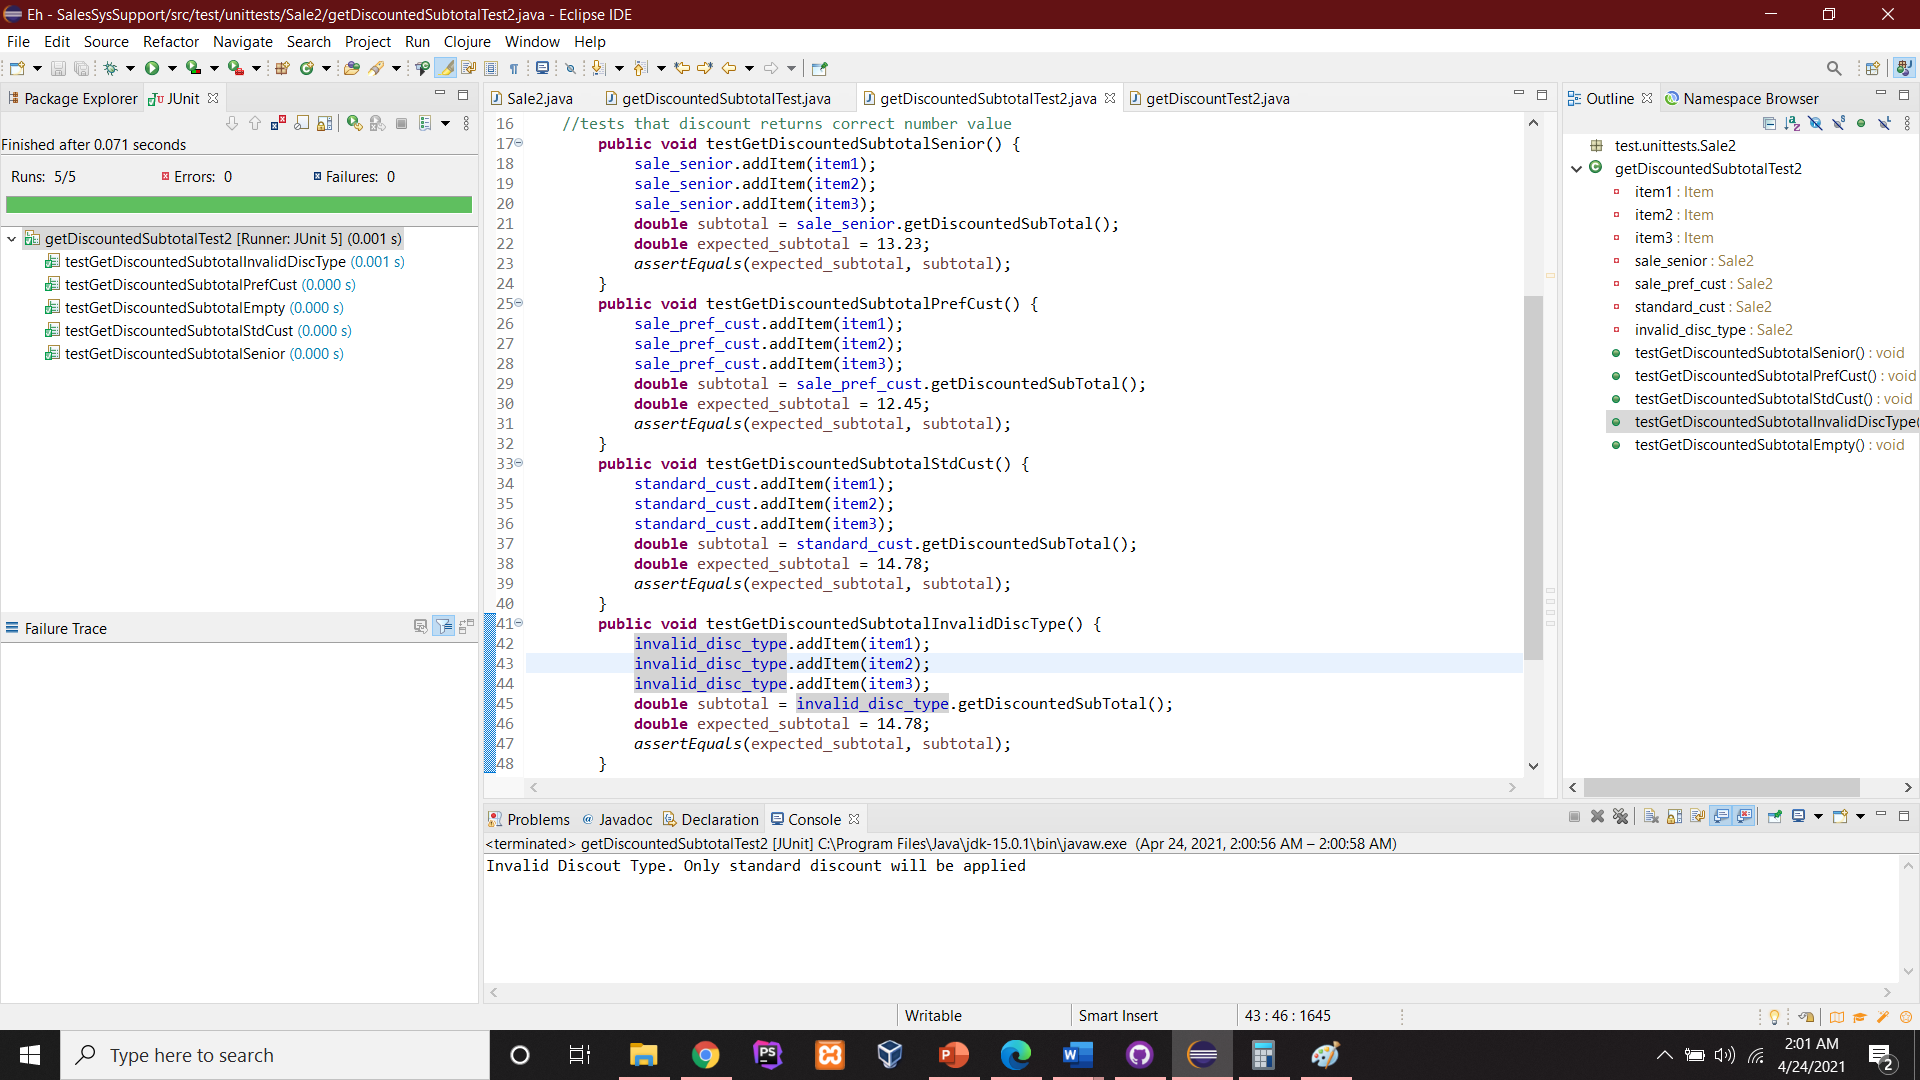 Eh - SalesSysSupport/src/test/unittests/Sale2/getDiscountedSubtotalTest2.java - Eclipse IDE
File Edit Source Refactor Navigate Search Project Run Clojure Window Help
Package Explorer JUnit
Finished after 0.071 seconds
Runs: 5/5 Errors: 0 Failures: 0
getDiscountedSubtotalTest2 [Runner: JUnit 5] (0.001 s)
testGetDiscountedSubtotalInvalidDiscType (0.001 s)
testGetDiscountedSubtotalPrefCust (0.000 s)
testGetDiscountedSubtotalEmpty (0.000 s)
testGetDiscountedSubtotalStdCust (0.000 s)
testGetDiscountedSubtotalSenior (0.000 s)
Failure Trace
Sale2.java getDiscountedSubtotalTest.java getDiscountedSubtotalTest2.java getDiscountTest2.java
16 //tests that discount returns correct number value
17 public void testGetDiscountedSubtotalSenior() {
18 sale_senior.addItem(item1);
19 sale_senior.addItem(item2);
20 sale_senior.addItem(item3);
21 double subtotal = sale_senior.getDiscountedSubTotal();
22 double expected_subtotal = 13.23;
23 assertEquals(expected_subtotal, subtotal);
24 }
25 public void testGetDiscountedSubtotalPrefCust() {
26 sale_pref_cust.addItem(item1);
27 sale_pref_cust.addItem(item2);
28 sale_pref_cust.addItem(item3);
29 double subtotal = sale_pref_cust.getDiscountedSubTotal();
30 double expected_subtotal = 12.45;
31 assertEquals(expected_subtotal, subtotal);
32 }
33 public void testGetDiscountedSubtotalStdCust() {
34 standard_cust.addItem(item1);
35 standard_cust.addItem(item2);
36 standard_cust.addItem(item3);
37 double subtotal = standard_cust.getDiscountedSubTotal();
38 double expected_subtotal = 14.78;
39 assertEquals(expected_subtotal, subtotal);
40 }
41 public void testGetDiscountedSubtotalInvalidDiscType() {
42 invalid_disc_type.addItem(item1);
43 invalid_disc_type.addItem(item2);
44 invalid_disc_type.addItem(item3);
45 double subtotal = invalid_disc_type.getDiscountedSubTotal();
46 double expected_subtotal = 14.78;
47 assertEquals(expected_subtotal, subtotal);
48 }
Outline Namespace Browser
test.unittests.Sale2
getDiscountedSubtotalTest2
item1 : Item
item2 : Item
item3 : Item
sale_senior : Sale2
sale_pref_cust : Sale2
standard_cust : Sale2
invalid_disc_type : Sale2
testGetDiscountedSubtotalSenior() : void
testGetDiscountedSubtotalPrefCust() : void
testGetDiscountedSubtotalStdCust() : void
testGetDiscountedSubtotalInvalidDiscType(
testGetDiscountedSubtotalEmpty() : void
Problems @ Javadoc Declaration Console
<terminated> getDiscountedSubtotalTest2 [JUnit] C:\Program Files\Java\jdk-15.0.1\bin\javaw.exe (Apr 24, 2021, 2:00:56 AM – 2:00:58 AM)
Invalid Discout Type. Only standard discount will be applied
Writable Smart Insert 43 : 46 : 1645
Type here to search
2:01 AM
4/24/2021
2